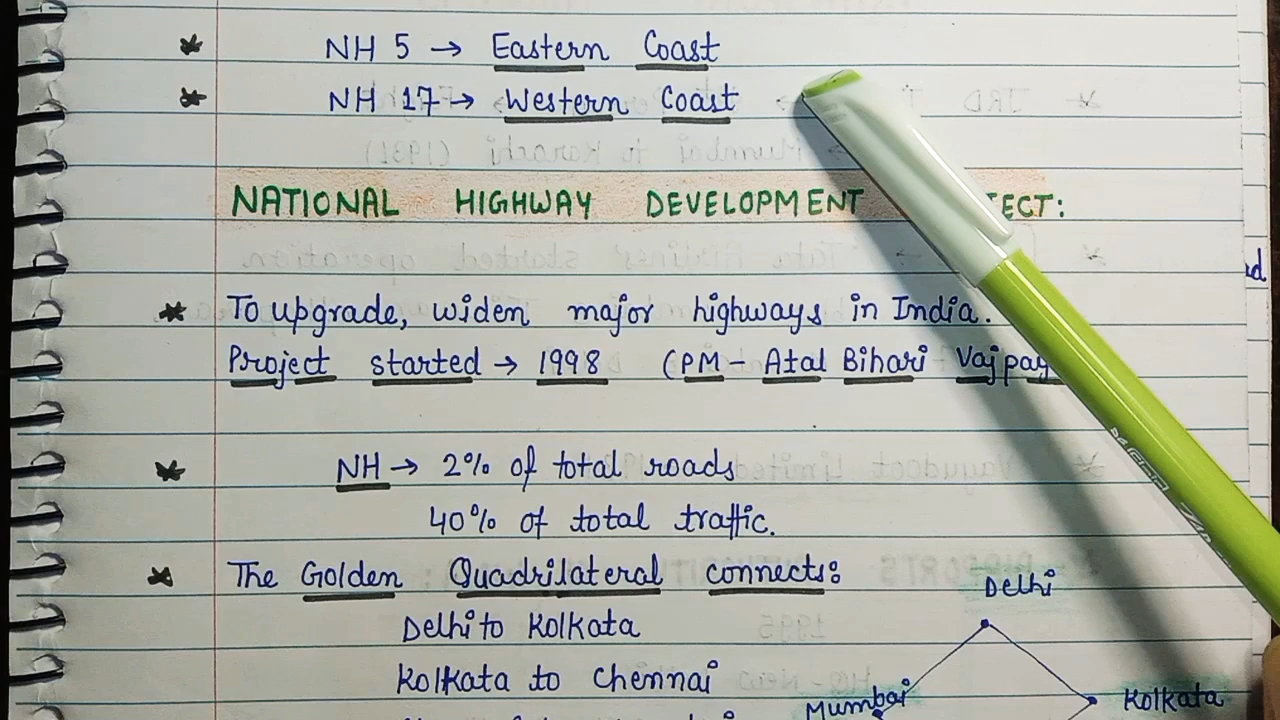 * NH 5 → Eastern Coast
* NH 17 → Western Coast
NATIONAL HIGHWAY DEVELOPMENT ECT:
* To upgrade, widen major highways in India.
Project started → 1998 (PM - Atal Bihari Vajpay
* NH → 2% of total roads
40% of total traffic.
* The Golden Quadrilateral connects:
Delhi to Kolkata
Kolkata to Chennai
Delhi
Mumbai
Kolkata